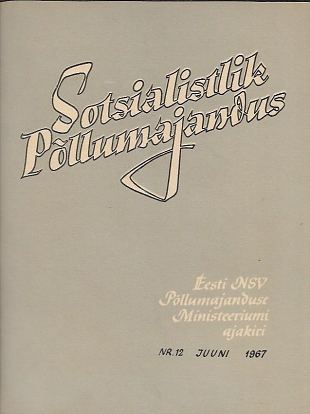 Sotsialistlik
Põllumajandus
Eesti NSV
Põllumajanduse
Ministeeriumi
ajakiri
NR. 12 JUUNI 1967